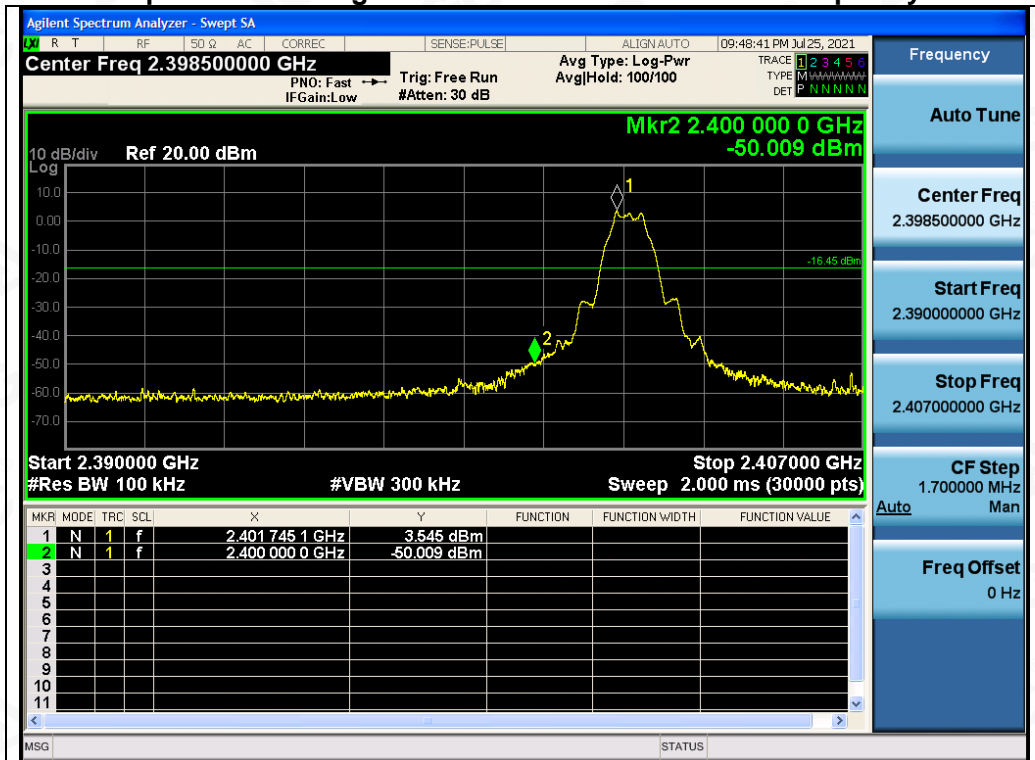 Agilent Spectrum Analyzer - Swept SA
LXI R T RF 50 Ω AC CORREC SENSE:PULSE ALIGN AUTO 09:48:41 PM Jul 25, 2021
Center Freq 2.398500000 GHz
PNO: Fast
IFGain:Low
Trig: Free Run
#Atten: 30 dB
Avg Type: Log-Pwr
Avg|Hold: 100/100
TRACE 1 2 3 4 5 6
TYPE M WWWWW
DET P N N N N N
Mkr2 2.400 000 0 GHz
-50.009 dBm
10 dB/div Ref 20.00 dBm
Log
10.0
0.00
-10.0
-20.0
-30.0
-40.0
-50.0
-60.0
-70.0
1
-16.45 dBm
2
Start 2.390000 GHz Stop 2.407000 GHz
#Res BW 100 kHz #VBW 300 kHz Sweep 2.000 ms (30000 pts)
MKR MODE TRC SCL X Y FUNCTION FUNCTION WIDTH FUNCTION VALUE
1 N 1 f 2.401 745 1 GHz 3.545 dBm
2 N 1 f 2.400 000 0 GHz -50.009 dBm
3
4
5
6
7
8
9
10
11
MSG STATUS
Frequency
Auto Tune
Center Freq
2.398500000 GHz
Start Freq
2.390000000 GHz
Stop Freq
2.407000000 GHz
CF Step
1.700000 MHz
Auto Man
Freq Offset
0 Hz